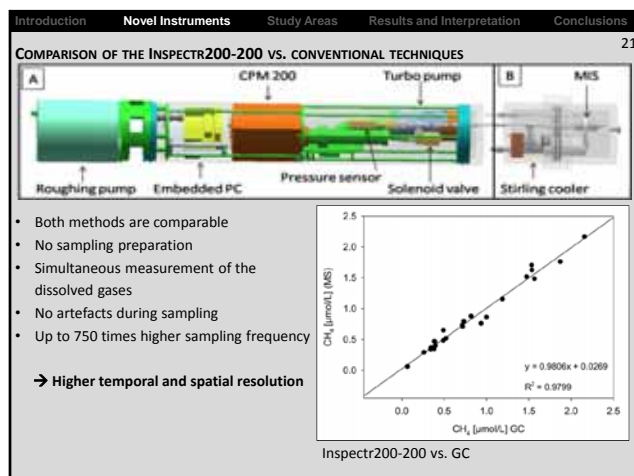 Introduction Novel Instruments Study Areas Results and Interpretation Conclusions
21
COMPARISON OF THE INSPECTR200-200 VS. CONVENTIONAL TECHNIQUES
A CPM 200 Turbo pump B MIS
Roughing pump Embedded PC Pressure sensor Solenoid valve Stirling cooler
• Both methods are comparable
• No sampling preparation
• Simultaneous measurement of the
dissolved gases
• No artefacts during sampling
• Up to 750 times higher sampling frequency
→ Higher temporal and spatial resolution
CH₄ [µmol/L] (MS)
2.5
2.0
1.5
1.0
0.5
0.0
y = 0.9806x + 0.0269
R² = 0.9799
0.0 0.5 1.0 1.5 2.0 2.5
CH₄ [µmol/L] GC
Inspectr200-200 vs. GC